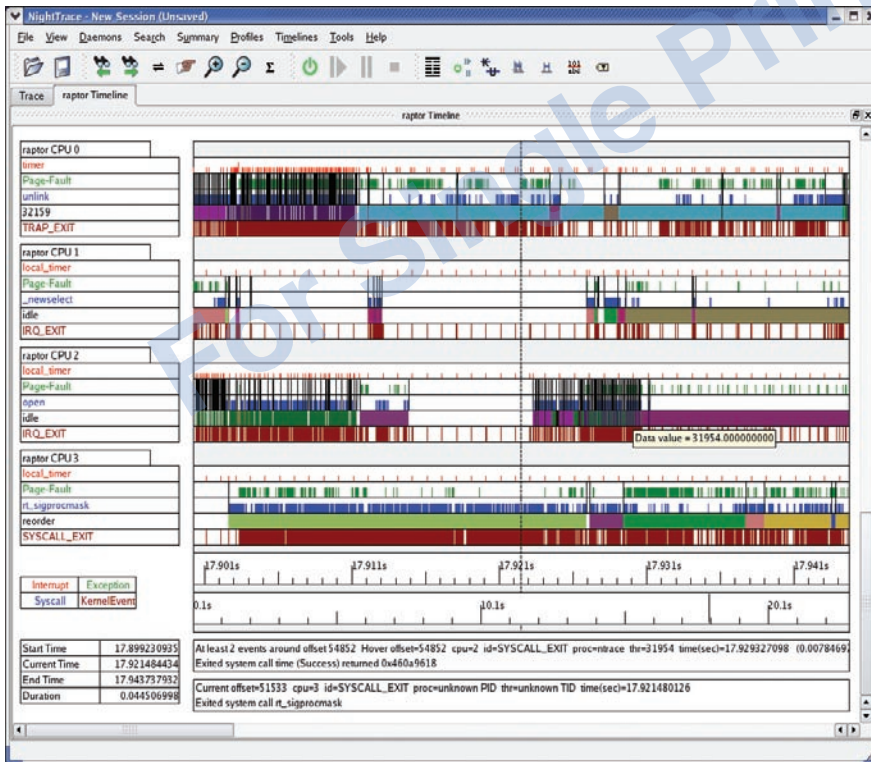 NightTrace - New Session (Unsaved)
File View Daemons Search Summary Profiles Timelines Tools Help
Trace raptor Timeline
raptor Timeline
raptor CPU 0
timer
Page-Fault
unlink
32159
TRAP_EXIT
raptor CPU 1
local_timer
Page-Fault
_newselect
idle
IRQ_EXIT
raptor CPU 2
local_timer
Page-Fault
open
idle
IRQ_EXIT
Data value = 31954.000000000
raptor CPU 3
local_timer
Page-Fault
rt_sigprocmask
reorder
SYSCALL_EXIT
17.901s 17.911s 17.921s 17.931s 17.941s
Interrupt Exception
Syscall KernelEvent
0.1s 10.1s 20.1s
Start Time 17.899230935
Current Time 17.921484434
End Time 17.943737932
Duration 0.044506998
At least 2 events around offset 54852 Hover offset=54852 cpu=2 id=SYSCALL_EXIT proc=ntrace thr=31954 time(sec)=17.929327098 (0.0078469
Exited system call time (Success) returned 0x460a9618
Current offset=51533 cpu=3 id=SYSCALL_EXIT proc=unknown PID thr=unknown TID time(sec)=17.921480126
Exited system call rt_sigprocmask
For Single Prin